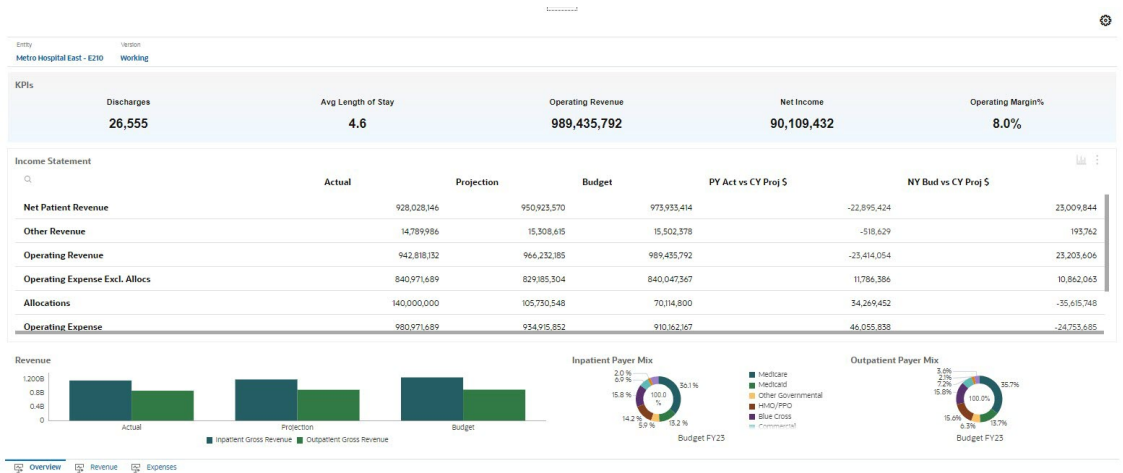 Entity Version
Metro Hospital East - E210 Working
KPIs
Discharges Avg Length of Stay Operating Revenue Net Income Operating Margin%
26,555 4.6 989,435,792 90,109,432 8.0%
Income Statement
Actual Projection Budget PY Act vs CY Proj $ NY Bud vs CY Proj $
Net Patient Revenue 928,028,146 950,923,570 973,933,414 -22,895,424 23,009,844
Other Revenue 14,789,986 15,308,615 15,502,378 -518,629 193,762
Operating Revenue 942,818,132 966,232,185 989,435,792 -23,414,054 23,203,606
Operating Expense Excl. Allocs 840,971,689 829,185,304 840,047,367 11,786,386 10,862,063
Allocations 140,000,000 105,730,548 70,114,800 34,269,452 -35,615,748
Operating Expense 980,971,689 934,915,852 910,162,167 46,055,838 -24,753,685
Revenue
1,200B
0.8B
0.4B
0
Actual Projection Budget
Inpatient Gross Revenue Outpatient Gross Revenue
Inpatient Payer Mix
2.0 %
6.9 %
36.1 %
15.8 %
100.0
%
14.2 %
5.9 %
13.2 %
Budget FY23
Medicare
Medicaid
Other Governmental
HMO/PPO
Blue Cross
Commercial
Outpatient Payer Mix
3.6%
2.1%
7.2%
35.7%
15.8%
100.0%
15.6%
6.3%
13.7%
Budget FY23
Overview Revenue Expenses